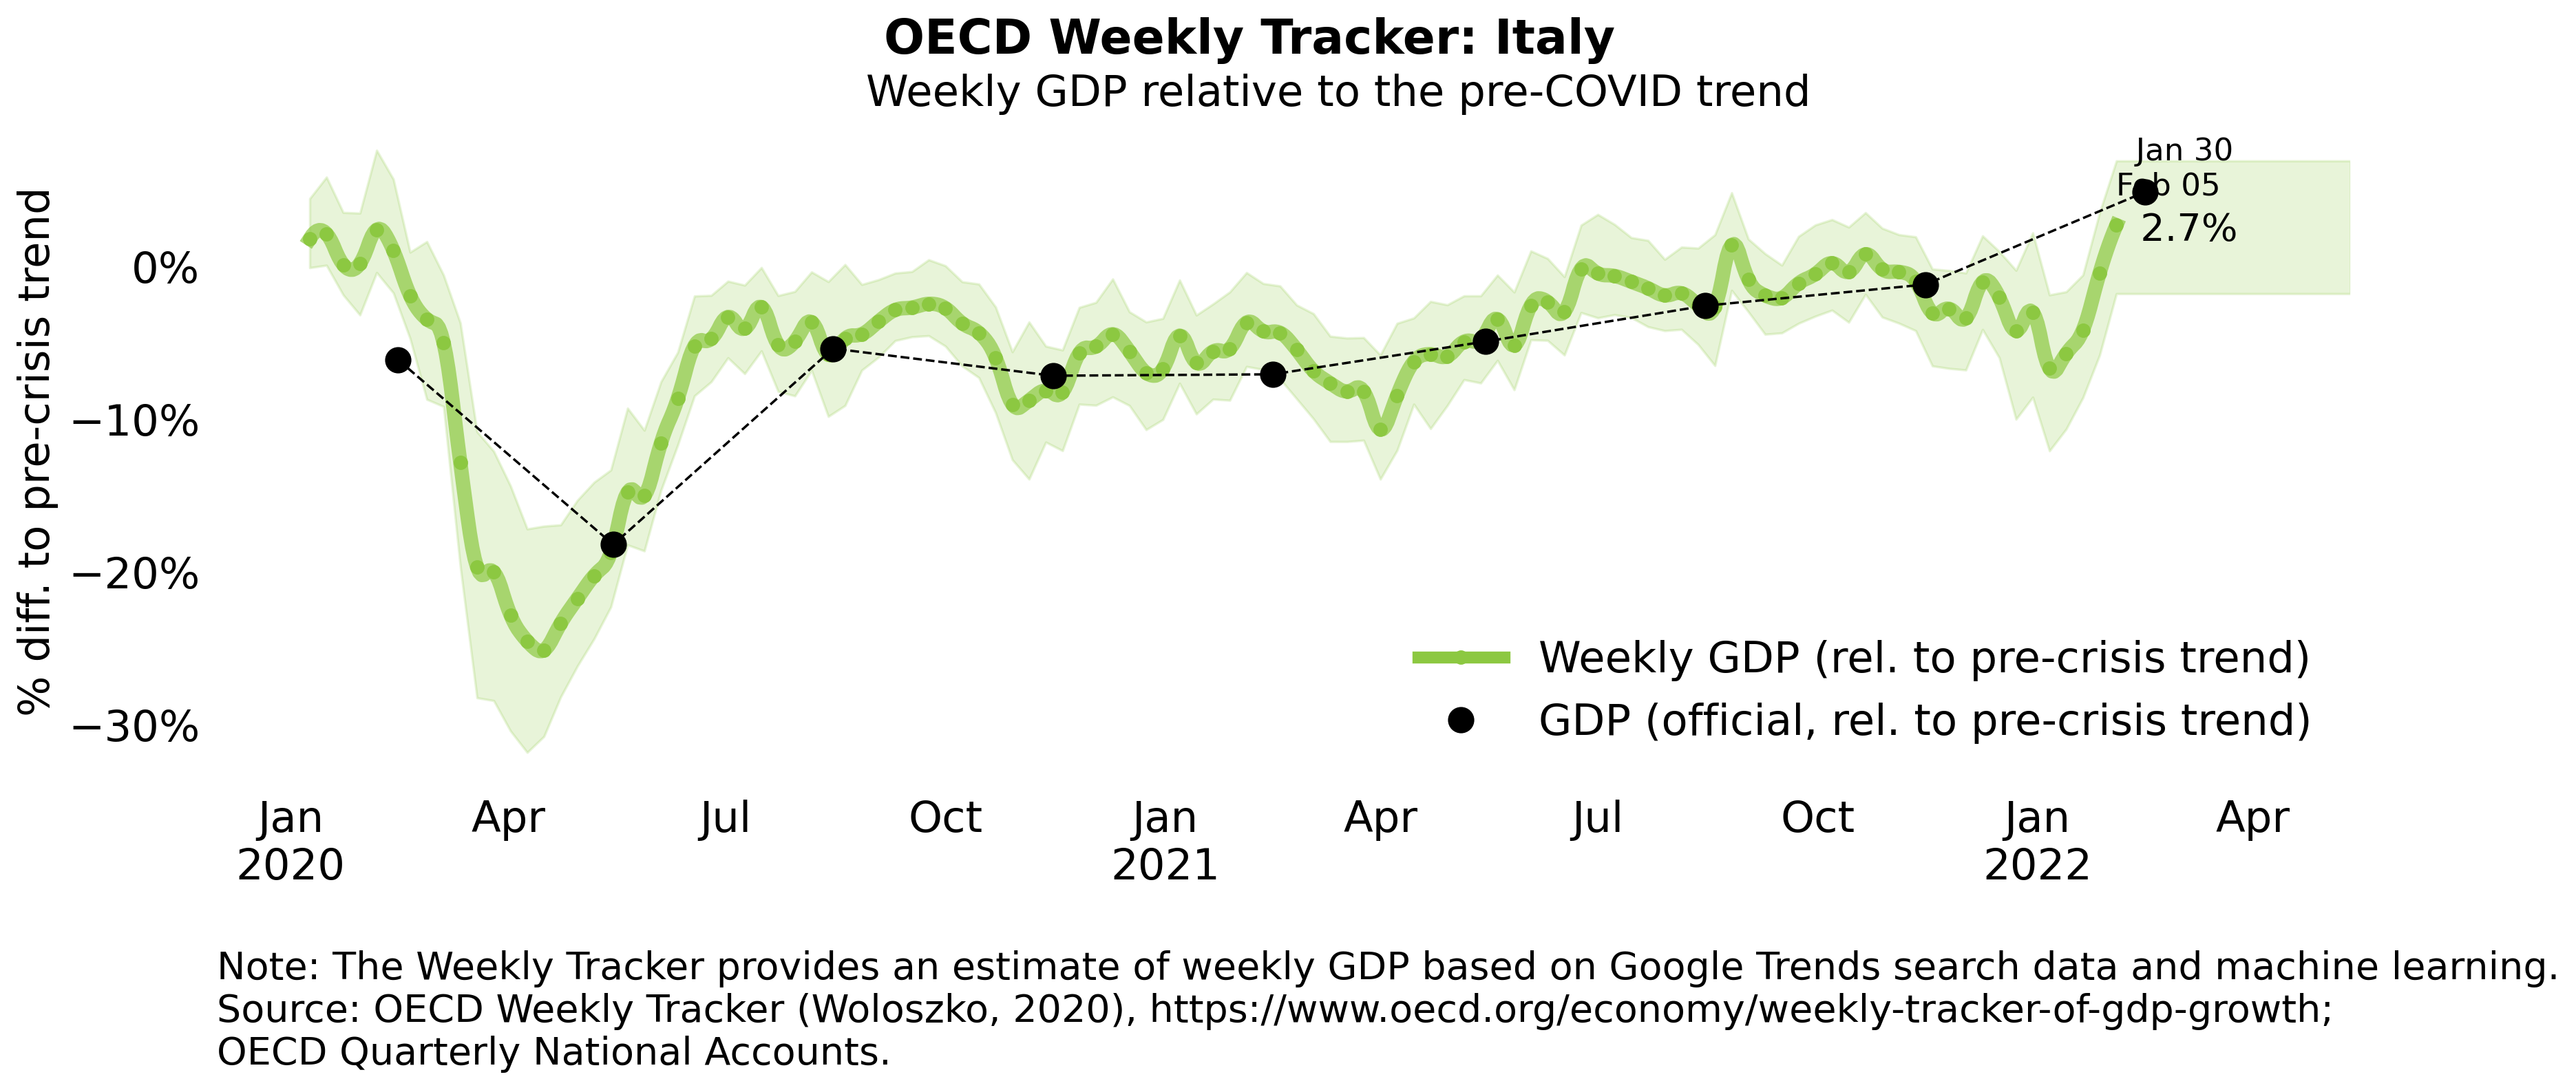 OECD Weekly Tracker: Italy
Weekly GDP relative to the pre-COVID trend
% diff. to pre-crisis trend
0%
−10%
−20%
−30%
Jan 30
Feb 05
2.7%
Weekly GDP (rel. to pre-crisis trend)
GDP (official, rel. to pre-crisis trend)
Jan Apr Jul Oct Jan Apr Jul Oct Jan Apr
2020 2021 2022
Note: The Weekly Tracker provides an estimate of weekly GDP based on Google Trends search data and machine learning.
Source: OECD Weekly Tracker (Woloszko, 2020), https://www.oecd.org/economy/weekly-tracker-of-gdp-growth;
OECD Quarterly National Accounts.